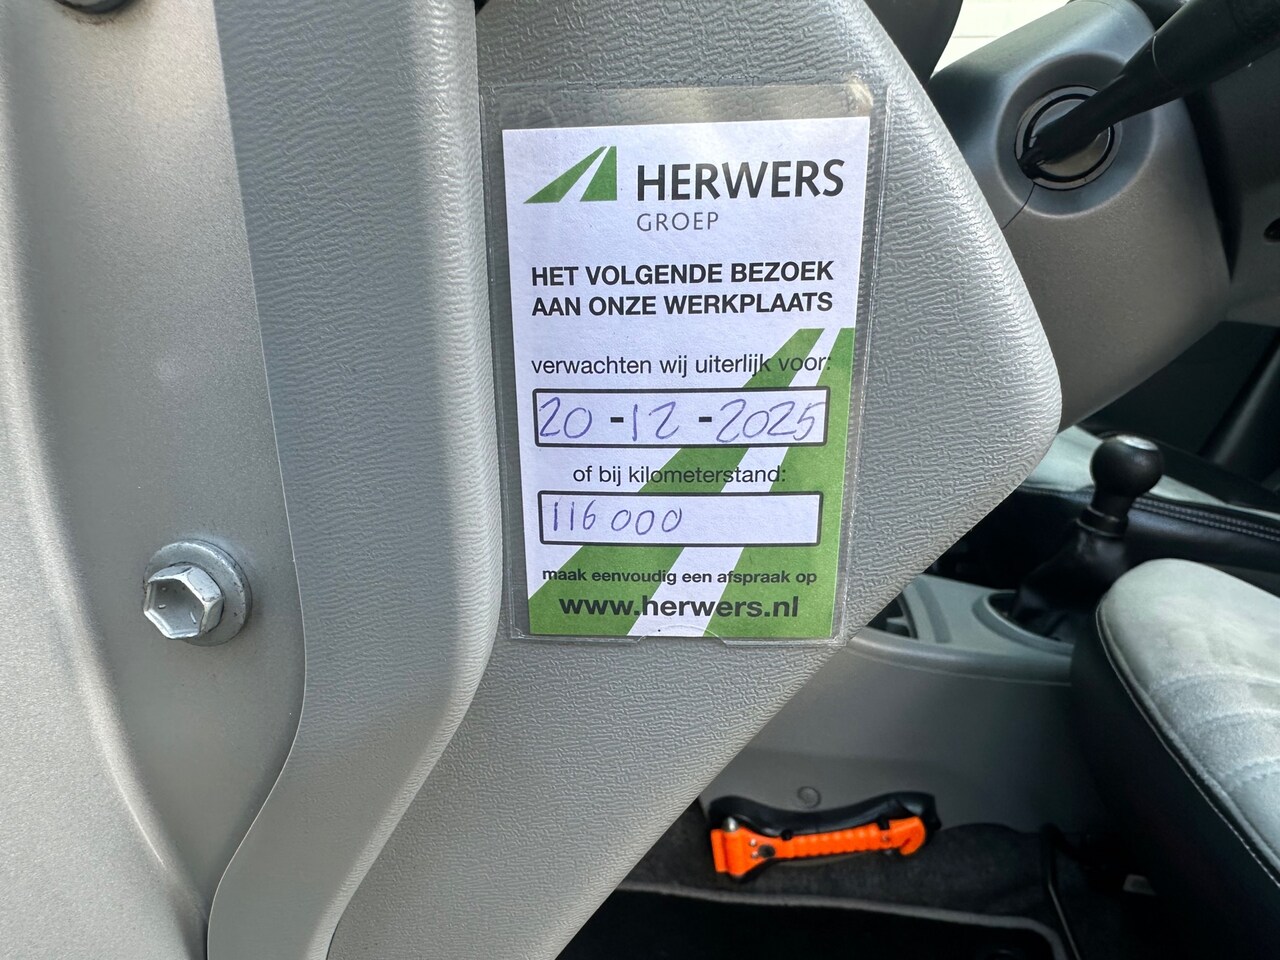 HERWERS
GROEP
HET VOLGENDE BEZOEK
AAN ONZE WERKPLAATS
verwachten wij uiterlijk voor:
20-12-2025
of bij kilometerstand:
116000
maak eenvoudig een afspraak op
www.herwers.nl